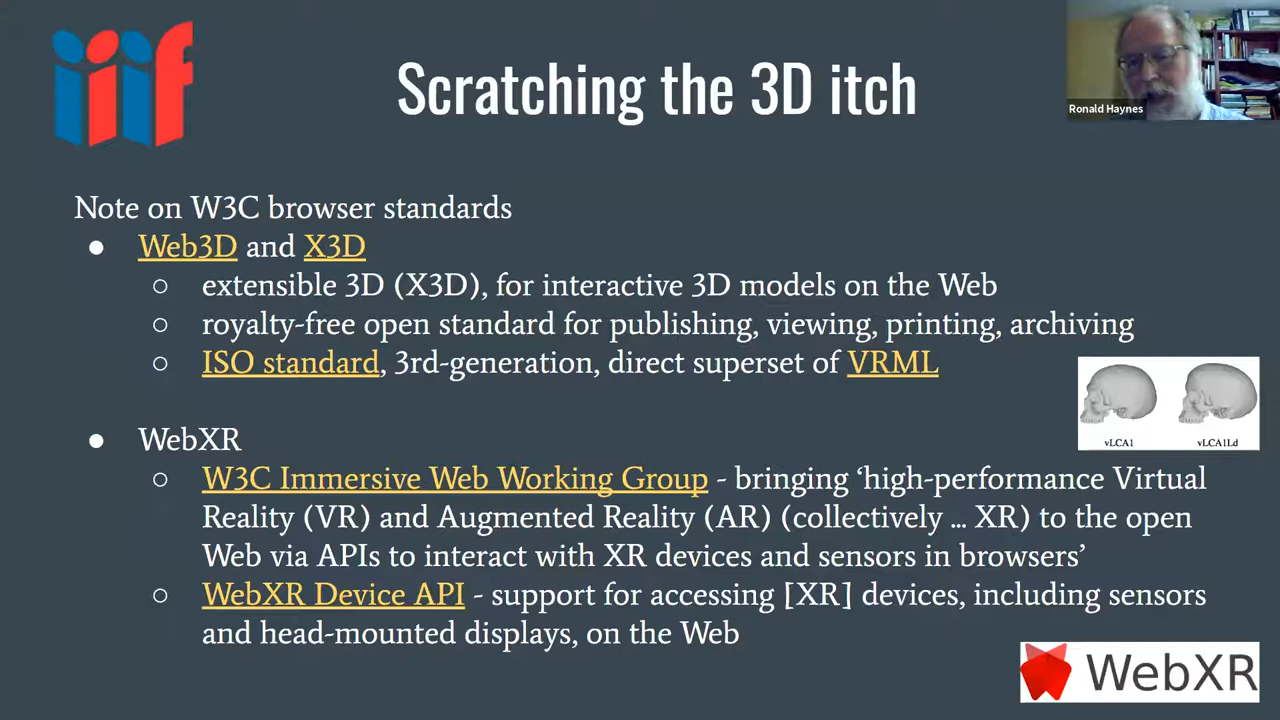 iiif
Scratching the 3D itch
Ronald Haynes
Note on W3C browser standards
● Web3D and X3D
○ extensible 3D (X3D), for interactive 3D models on the Web
○ royalty-free open standard for publishing, viewing, printing, archiving
○ ISO standard, 3rd-generation, direct superset of VRML
vLCA1 vLCA1Ld
● WebXR
○ W3C Immersive Web Working Group - bringing ‘high-performance Virtual
Reality (VR) and Augmented Reality (AR) (collectively … XR) to the open
Web via APIs to interact with XR devices and sensors in browsers’
○ WebXR Device API - support for accessing [XR] devices, including sensors
and head-mounted displays, on the Web
WebXR